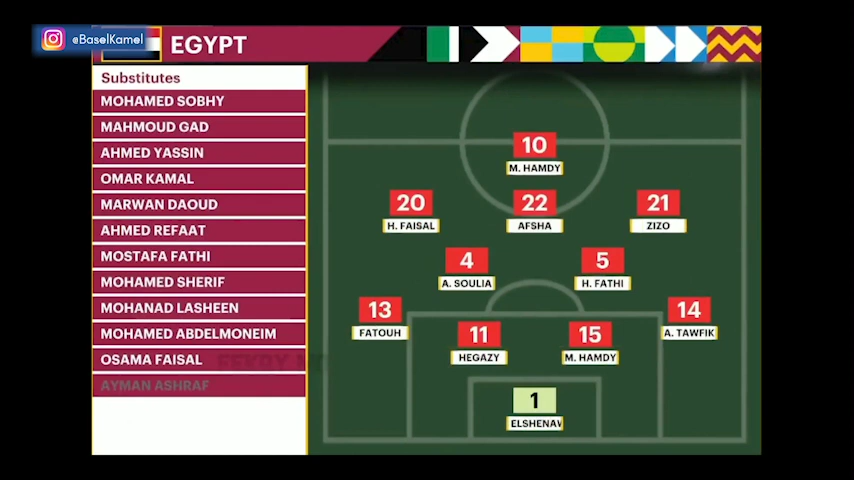 @BaselKamel
EGYPT
Substitutes
MOHAMED SOBHY
MAHMOUD GAD
AHMED YASSIN
OMAR KAMAL
MARWAN DAOUD
AHMED REFAAT
MOSTAFA FATHI
MOHAMED SHERIF
MOHANAD LASHEEN
MOHAMED ABDELMONEIM
OSAMA FAISAL
AYMAN ASHRAF
10
M. HAMDY
20
22
21
H. FAISAL
AFSHA
ZIZO
4
5
A. SOULIA
H. FATHI
13
14
FATOUH
A. TAWFIK
11
15
HEGAZY
M. HAMDY
1
ELSHENAW